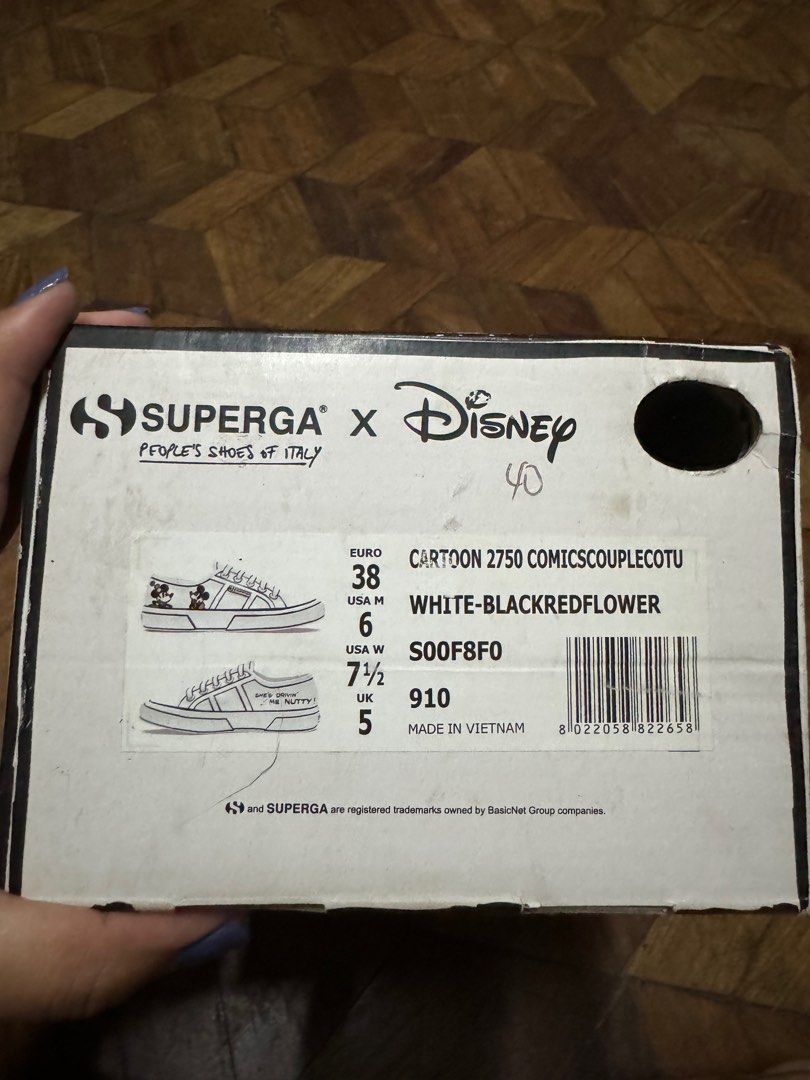 SUPERGA® X Disney
PEOPLE'S SHOES OF ITALY
40
EURO
38
USA M
6
USA W
7½
UK
5
CARTOON 2750 COMICSCOUPLECOTU
WHITE-BLACKREDFLOWER
S00F8F0
910
MADE IN VIETNAM
8 022058 822658
SHE'S DRIVIN'
ME NUTTY!
and SUPERGA are registered trademarks owned by BasicNet Group companies.